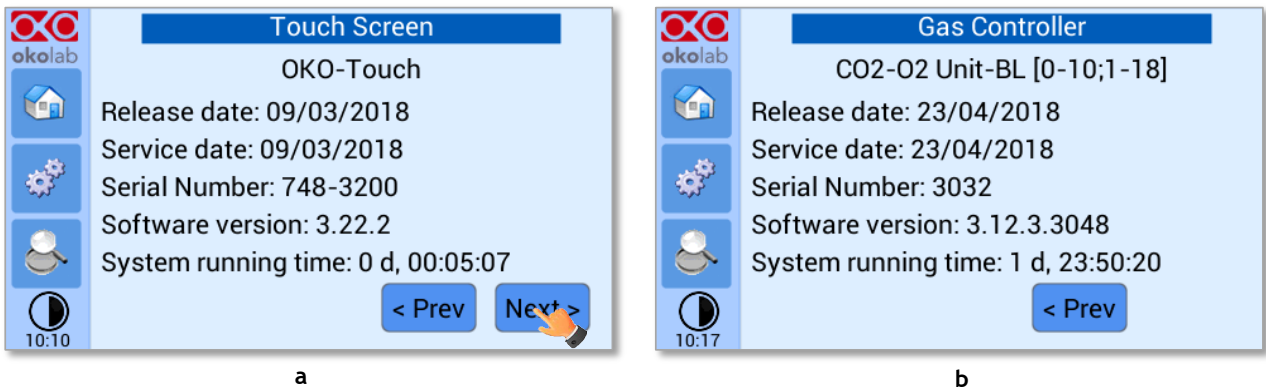 okolab
Touch Screen
OKO-Touch
Release date: 09/03/2018
Service date: 09/03/2018
Serial Number: 748-3200
Software version: 3.22.2
System running time: 0 d, 00:05:07
< Prev
Next >
10:10
a
okolab
Gas Controller
CO2-O2 Unit-BL [0-10;1-18]
Release date: 23/04/2018
Service date: 23/04/2018
Serial Number: 3032
Software version: 3.12.3.3048
System running time: 1 d, 23:50:20
< Prev
10:17
b